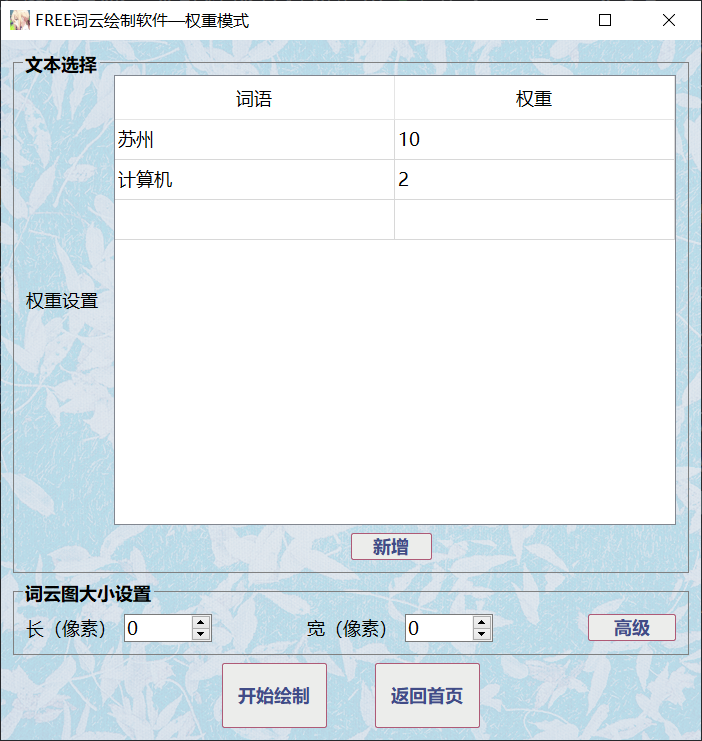 FREE词云绘制软件—权重模式
文本选择
词语 权重
苏州 10
计算机 2
权重设置
新增
词云图大小设置
长（像素） 0 宽（像素） 0 高级
开始绘制 返回首页